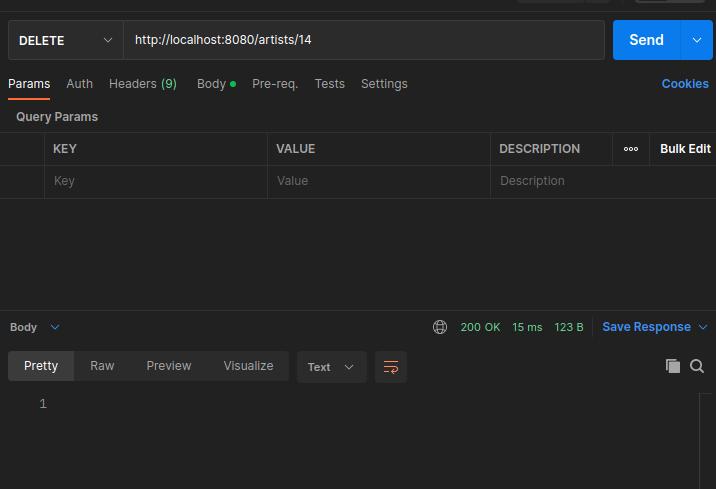 DELETE http://localhost:8080/artists/14 Send
Params Auth Headers (9) Body Pre-req. Tests Settings Cookies
Query Params
KEY VALUE DESCRIPTION Bulk Edit
Key Value Description
Body 200 OK 15 ms 123 B Save Response
Pretty Raw Preview Visualize Text
1